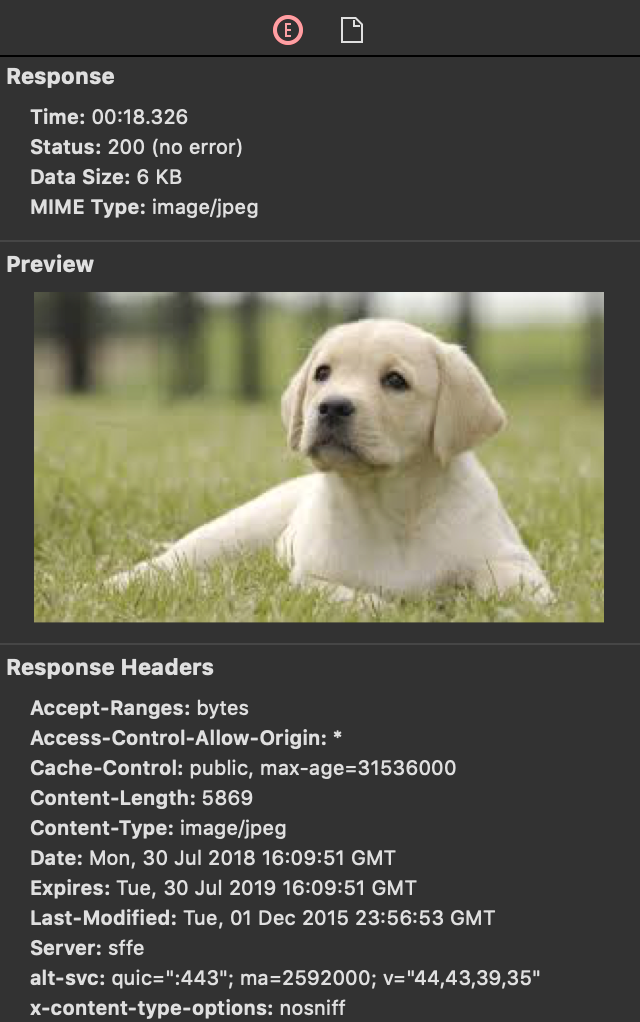 E
Response
Time: 00:18.326
Status: 200 (no error)
Data Size: 6 KB
MIME Type: image/jpeg
Preview
Response Headers
Accept-Ranges: bytes
Access-Control-Allow-Origin: *
Cache-Control: public, max-age=31536000
Content-Length: 5869
Content-Type: image/jpeg
Date: Mon, 30 Jul 2018 16:09:51 GMT
Expires: Tue, 30 Jul 2019 16:09:51 GMT
Last-Modified: Tue, 01 Dec 2015 23:56:53 GMT
Server: sffe
alt-svc: quic=":443"; ma=2592000; v="44,43,39,35"
x-content-type-options: nosniff